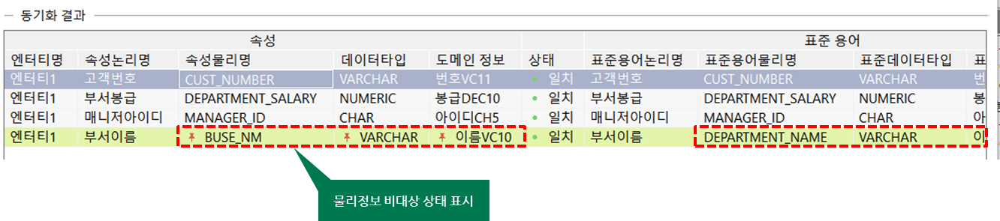 동기화 결과
속성 표준 용어
엔터티명 속성논리명 속성물리명 데이터타입 도메인 정보 상태 표준용어논리명 표준용어물리명 표준데이터타입 표
엔터티1 고객번호 CUST_NUMBER VARCHAR 번호VC11 일치 고객번호 CUST_NUMBER VARCHAR 번
엔터티1 부서봉급 DEPARTMENT_SALARY NUMERIC 봉급DEC10 일치 부서봉급 DEPARTMENT_SALARY NUMERIC 봉
엔터티1 매니저아이디 MANAGER_ID CHAR 아이디CH5 일치 매니저아이디 MANAGER_ID CHAR 아
엔터티1 부서이름 BUSE_NM VARCHAR 이름VC10 일치 부서이름 DEPARTMENT_NAME VARCHAR 이
물리정보 비대상 상태 표시